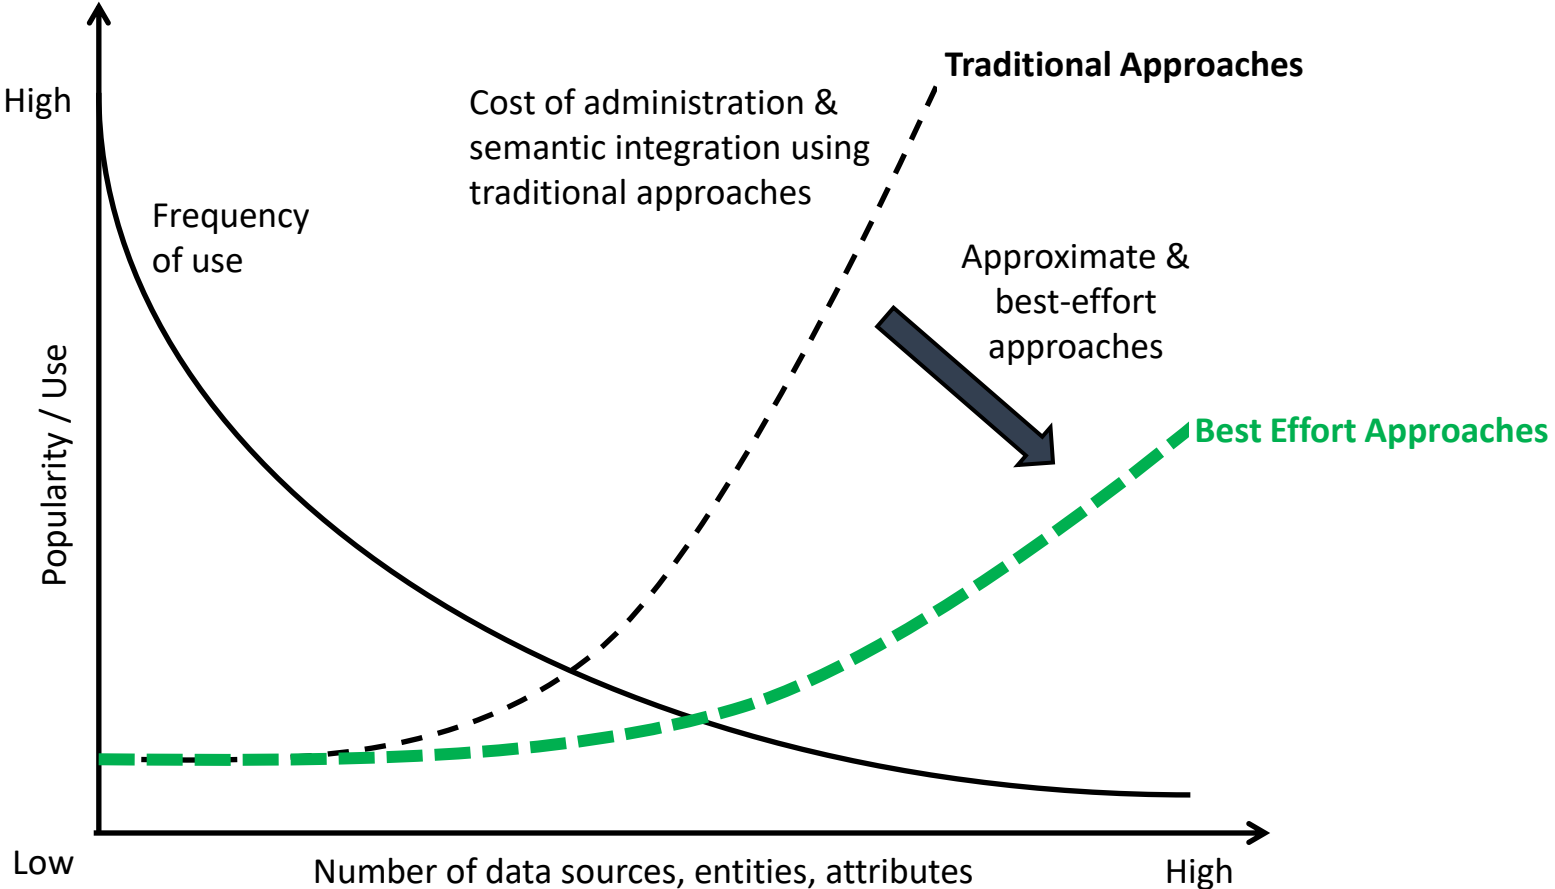 Traditional Approaches
High
Cost of administration &
semantic integration using
traditional approaches
Frequency
of use
Approximate &
best-effort
approaches
Popularity / Use
Best Effort Approaches
Low
Number of data sources, entities, attributes
High